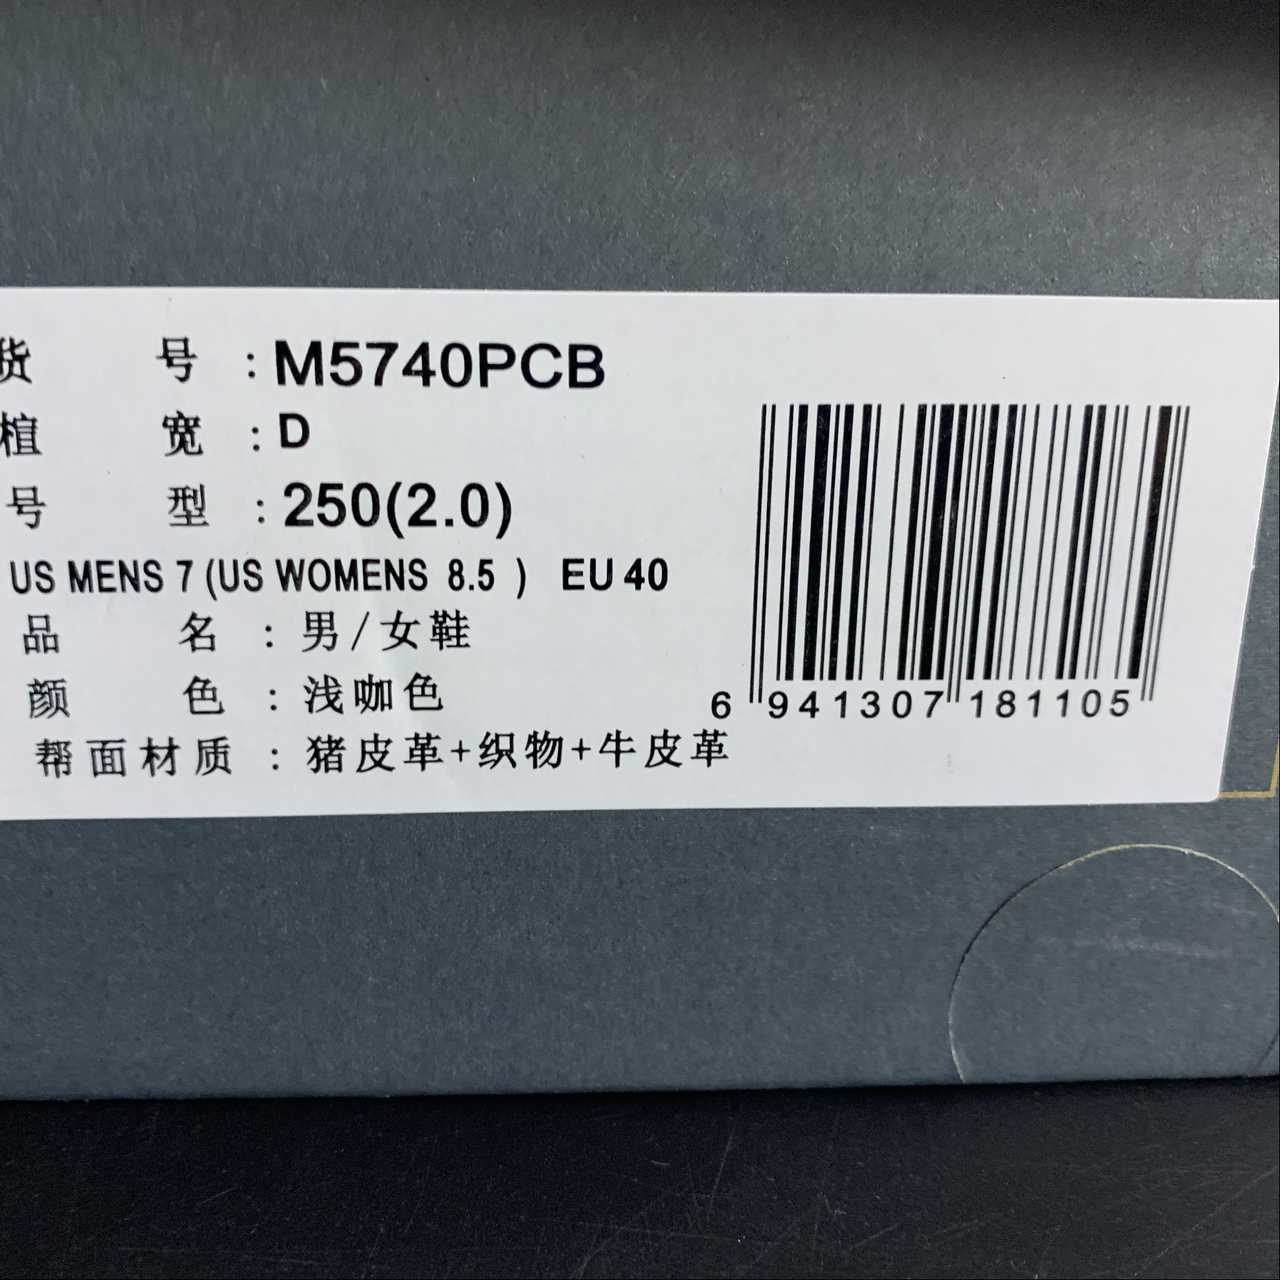 货 号 : M5740PCB
楦 宽 : D
号 型 : 250(2.0)
US MENS 7 (US WOMENS 8.5 ) EU 40
品 名 : 男/女鞋
颜 色 : 浅咖色
帮面材质 : 猪皮革+织物+牛皮革
6 941307 181105